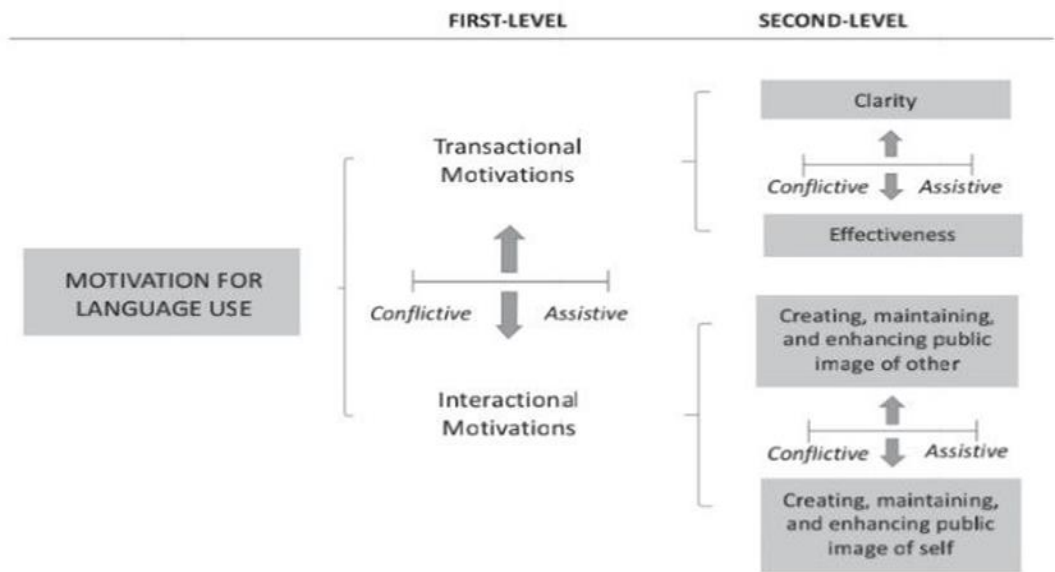 FIRST-LEVEL
SECOND-LEVEL
Clarity
Transactional
Motivations
Conflictive
Assistive
Effectiveness
MOTIVATION FOR
LANGUAGE USE
Conflictive
Assistive
Creating, maintaining,
and enhancing public
image of other
Interactional
Motivations
Conflictive
Assistive
Creating, maintaining,
and enhancing public
image of self